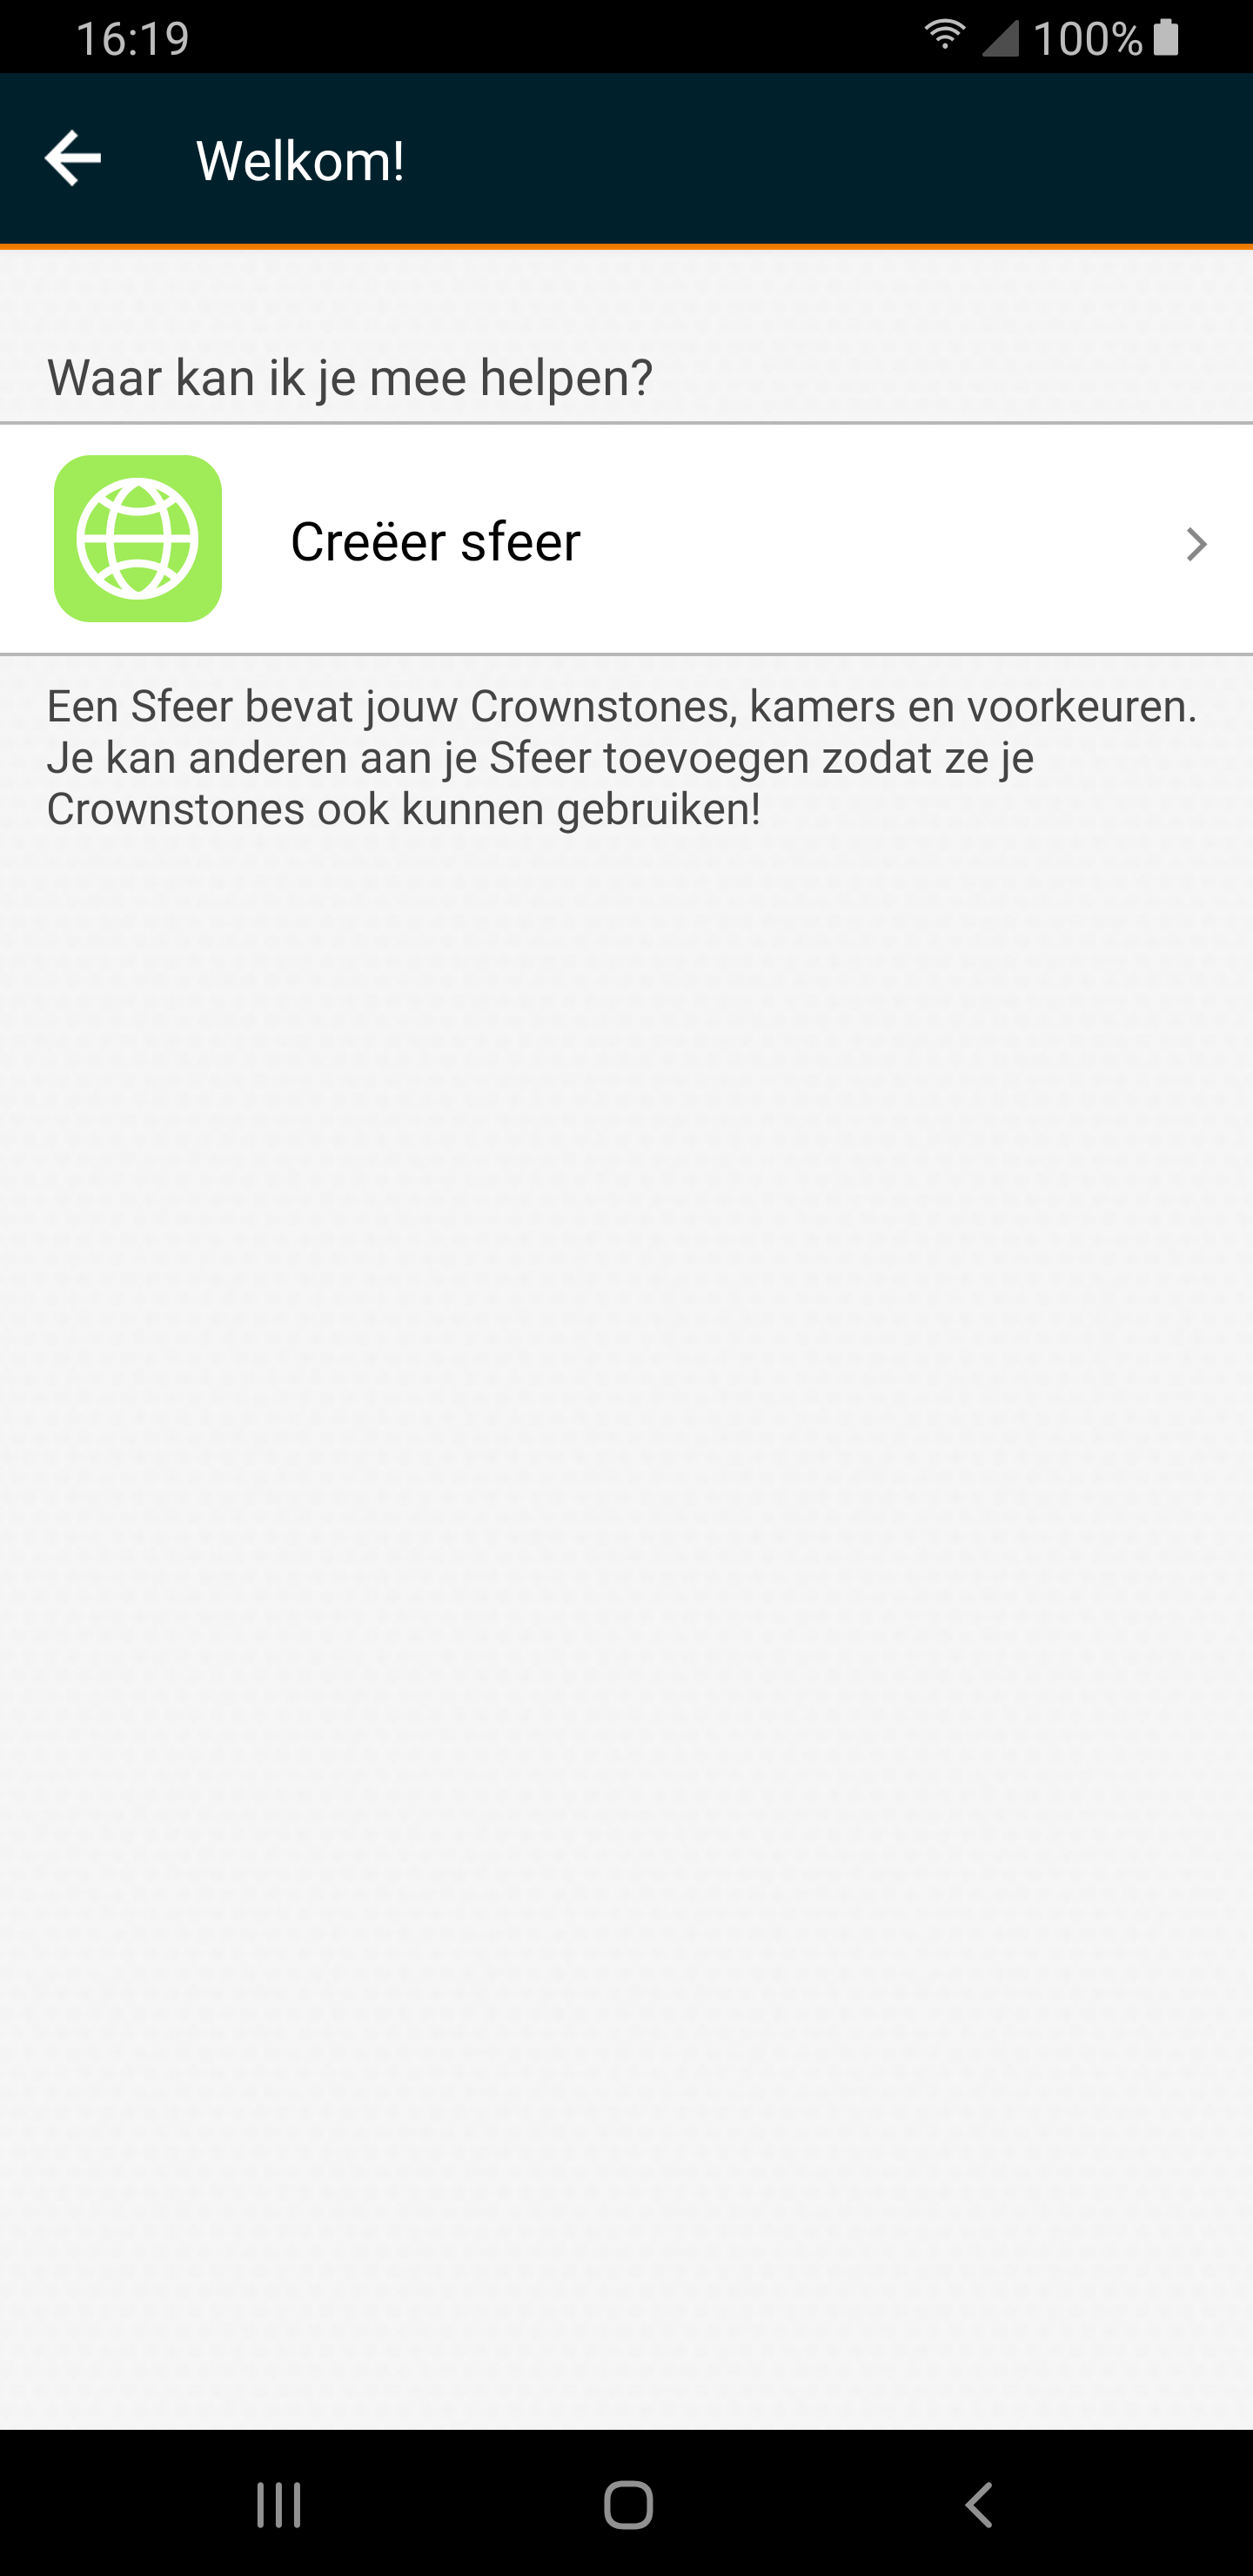 16:19
100%
Welkom!
Waar kan ik je mee helpen?
Creëer sfeer
Een Sfeer bevat jouw Crownstones, kamers en voorkeuren.
Je kan anderen aan je Sfeer toevoegen zodat ze je
Crownstones ook kunnen gebruiken!